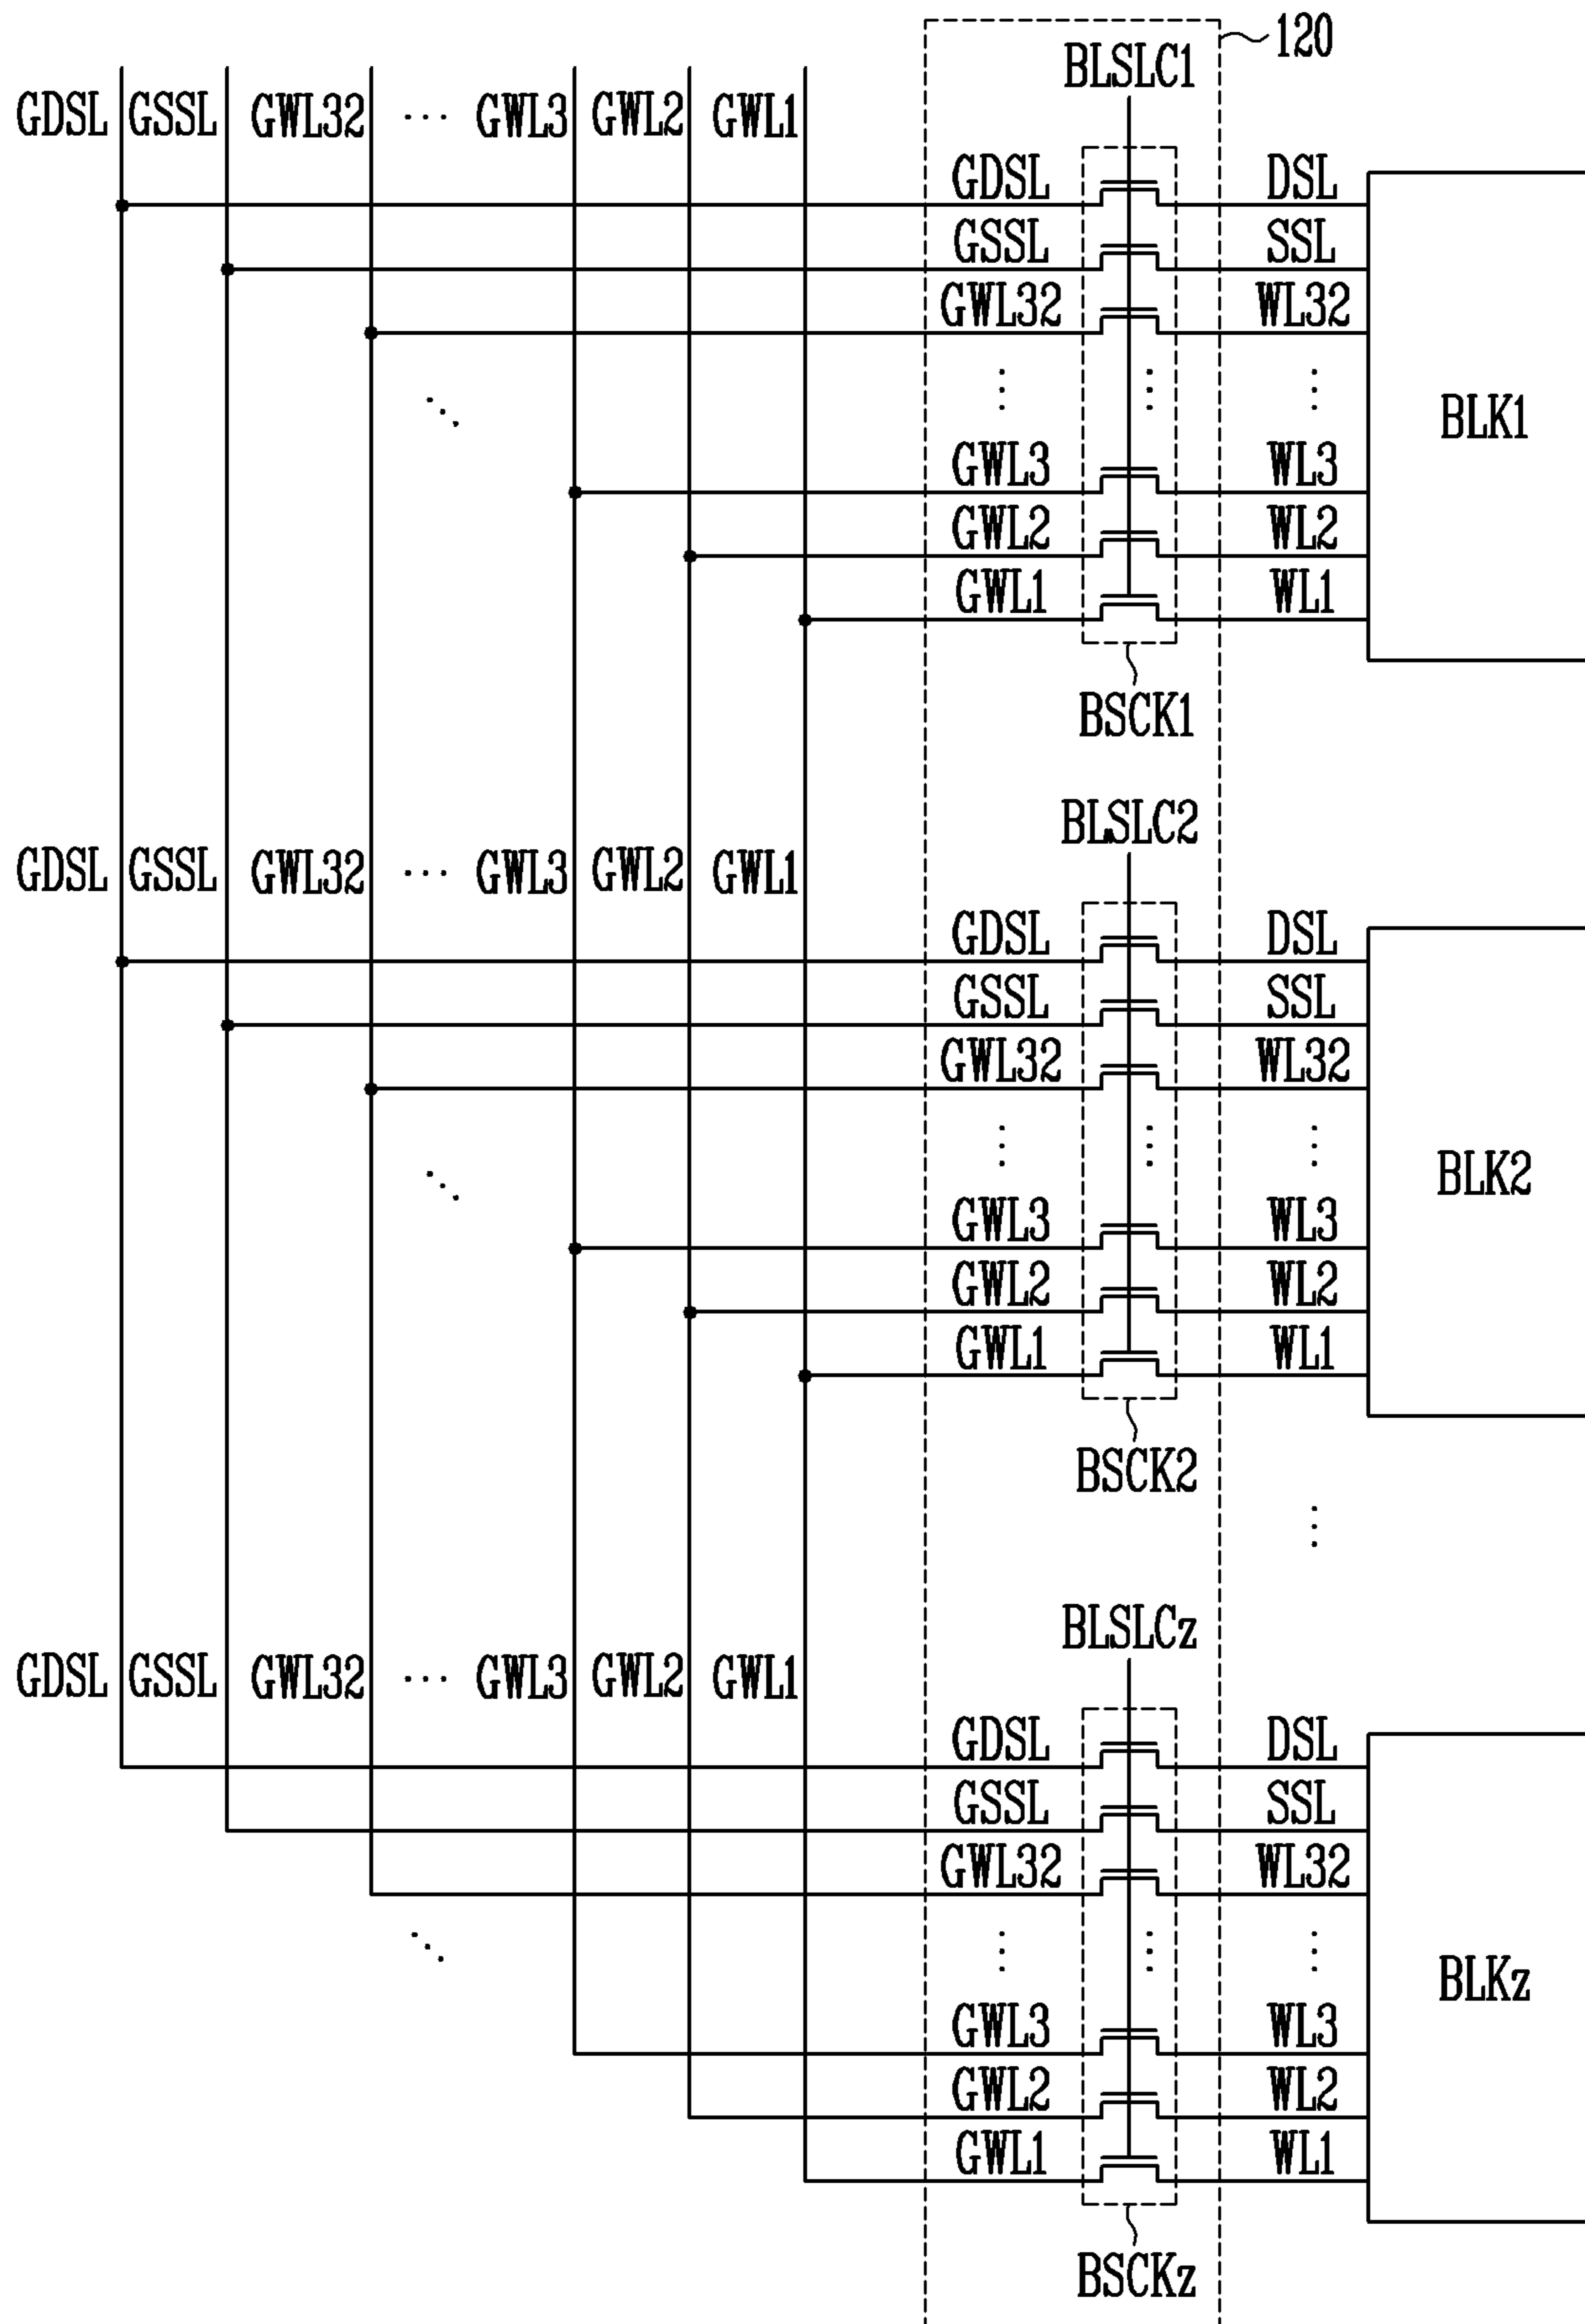 120
BLSLC1
GDSL GSSL GWL32 ··· GWL3 GWL2 GWL1
GDSL DSL
GSSL SSL
GWL32 WL32
BLK1
GWL3 WL3
GWL2 WL2
GWL1 WL1
BSCK1
BLSLC2
GDSL GSSL GWL32 ··· GWL3 GWL2 GWL1
GDSL DSL
GSSL SSL
GWL32 WL32
BLK2
GWL3 WL3
GWL2 WL2
GWL1 WL1
BSCK2
BLSLCz
GDSL GSSL GWL32 ··· GWL3 GWL2 GWL1
GDSL DSL
GSSL SSL
GWL32 WL32
BLKz
GWL3 WL3
GWL2 WL2
GWL1 WL1
BSCKz